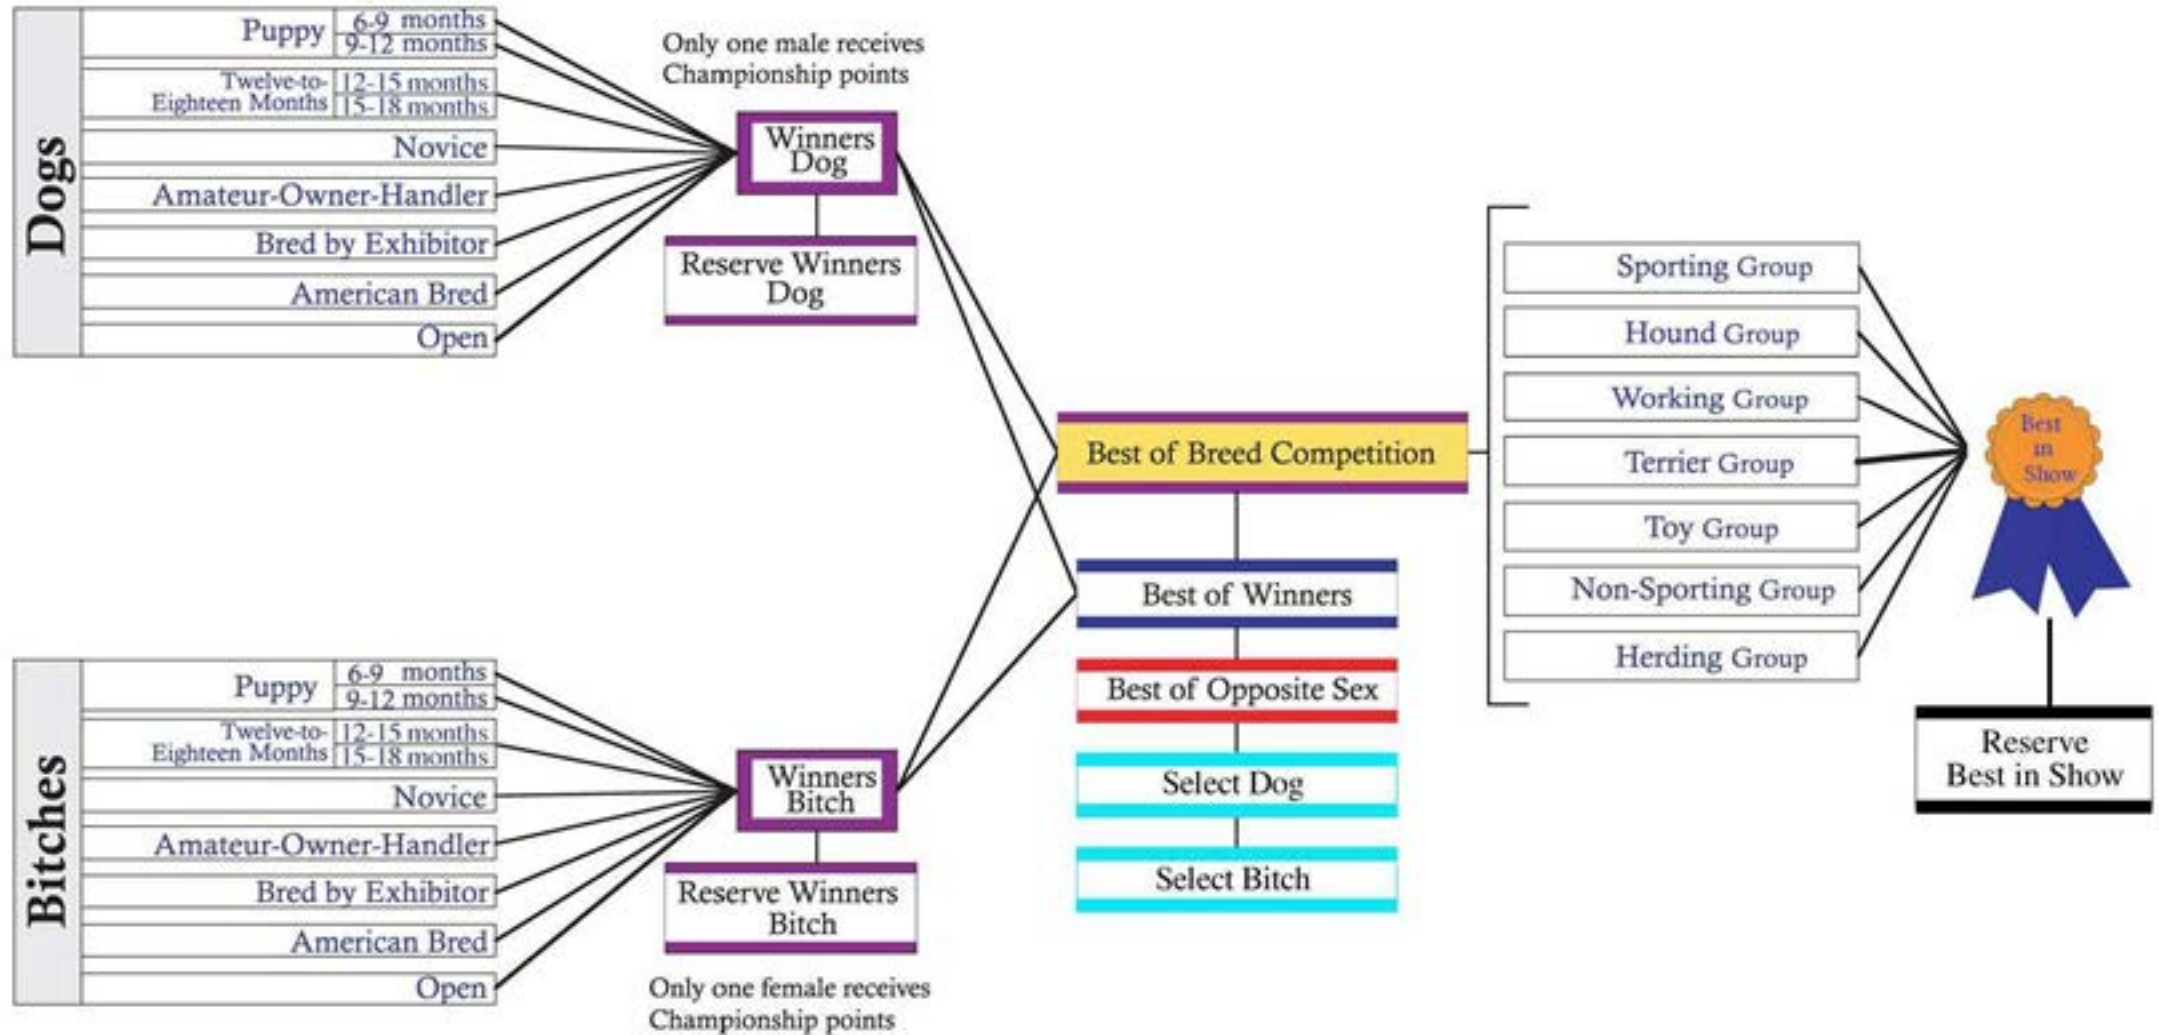 Dogs
Puppy
6-9 months
9-12 months
Twelve-to-
Eighteen Months
12-15 months
15-18 months
Novice
Amateur-Owner-Handler
Bred by Exhibitor
American Bred
Open
Only one male receives
Championship points
Winners
Dog
Reserve Winners
Dog
Bitches
Puppy
6-9 months
9-12 months
Twelve-to-
Eighteen Months
12-15 months
15-18 months
Novice
Amateur-Owner-Handler
Bred by Exhibitor
American Bred
Open
Winners
Bitch
Reserve Winners
Bitch
Only one female receives
Championship points
Best of Breed Competition
Best of Winners
Best of Opposite Sex
Select Dog
Select Bitch
Sporting Group
Hound Group
Working Group
Terrier Group
Toy Group
Non-Sporting Group
Herding Group
Best
in
Show
Reserve
Best in Show